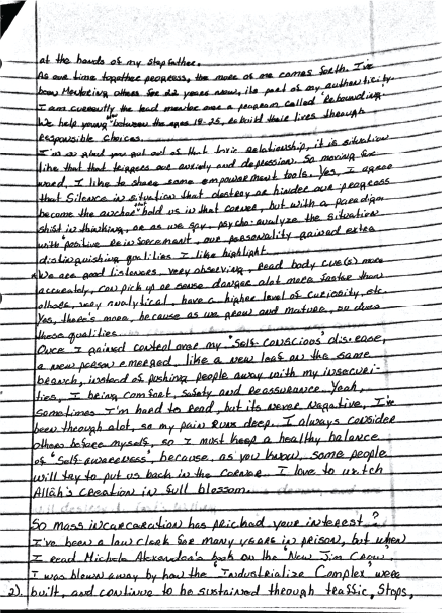 at the hands of my stepfather.
As our time together progress, the more of me comes forth. I've
been Mentoring others for 22 years now, its part of my authenticity.
I am currently the lead mentor over a program called "Rebounding"
We help young men between the ages 18-25, rebuild their lives through
Responsible Choices.
I'm so glad you got out of that toxic Relationship, it is situation
like that that triggers our anxiety and depression. So moving for
ward, I like to share some empowerment tools. Yes, I agree
that Silence in situation that destroy or hinder our progress
become the anchor that hold us in that corner, but with a paradigm
shift in thinking, or as we say, psycho-analyze the situation
with "positive Reinforcement, our personality gained extra
distinguishing qualities I like highlight.
We are good listeners, very observing, Read body cue(s) more
accurately, can pick up or sense danger alot more faster than
others, very analytical, have a higher level of curiosity, etc.
Yes, there's more, because as we grow and mature, so does
these qualities.
Once I gained control over my "self-conscious" disease,
a new person emerged, like a new leaf on the same
branch, instead of pushing people away with my insecuri-
ties, I bring comfort, safety and Reassurance. Yeah,
sometimes I'm hard to read, but its never Negative, I've
been through alot, so my pain runs deep. I always consider
others before myself, so I must keep a healthy balance
of "Self-awareness", because, as you know, some people
will try to put us back in the corner. I love to watch
Allah's creation in full blossom.
So mass incarcaration has pricked your interest?
I've been a law clerk for many years in prison, but when
I read Michele Alexander's book on the "New Jim Crow"
I was blown away by how the "Industrialize Complex" were
2). built, and continue to be sustained through traffic, stops,